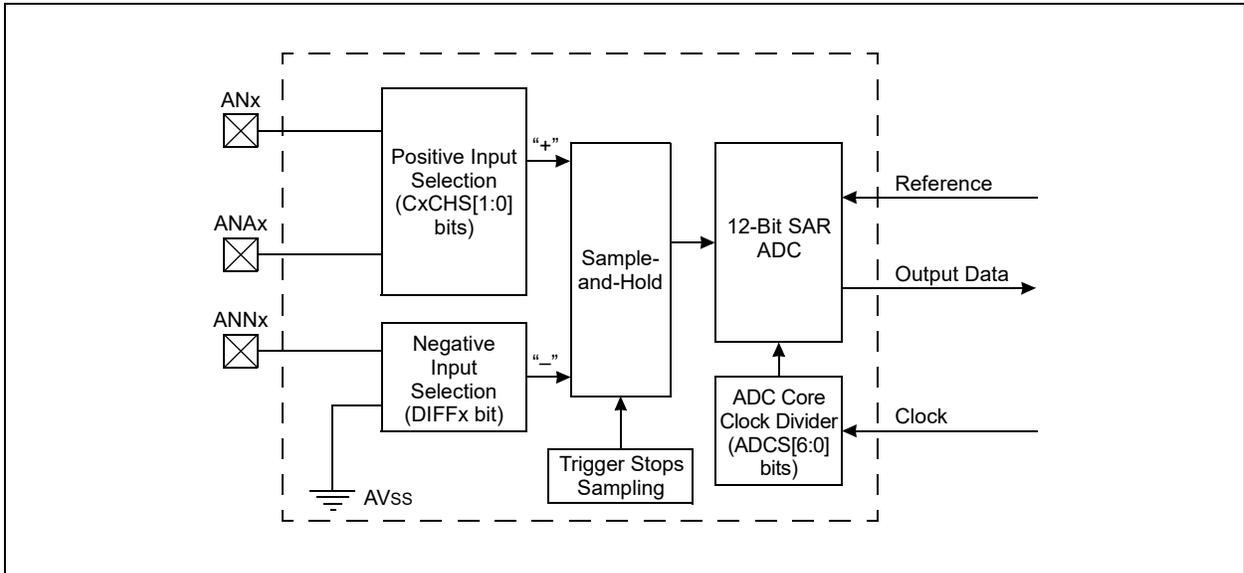 ANx
Positive Input
Selection
(CxCHS[1:0]
bits)
“+”
ANAx
Sample-
and-Hold
12-Bit SAR
ADC
Reference
Output Data
ANNx
Negative
Input
Selection
(DIFFx bit)
“–”
ADC Core
Clock Divider
(ADCS[6:0]
bits)
Clock
Trigger Stops
Sampling
AVSS